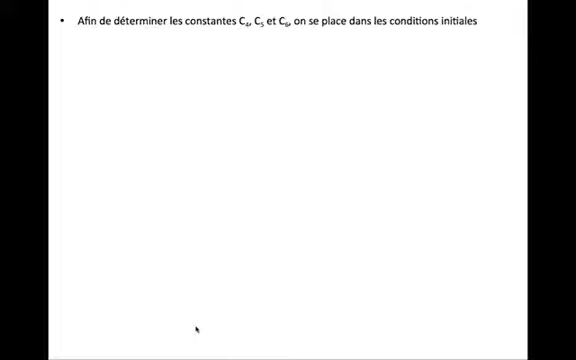 • Afin de déterminer les constantes C₄, C₅ et C₆, on se place dans les conditions initiales